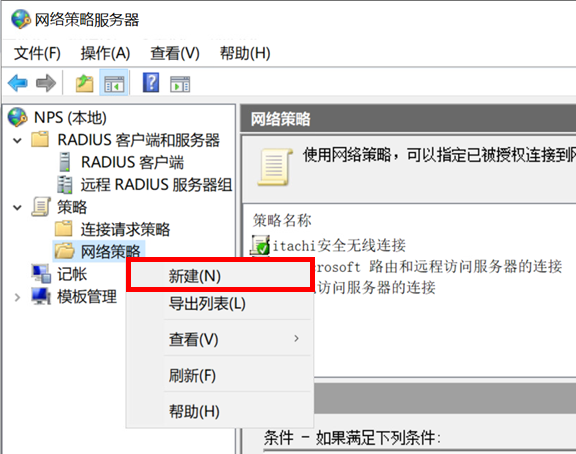 网络策略服务器
文件(F) 操作(A) 查看(V) 帮助(H)
NPS (本地)
RADIUS 客户端和服务器
RADIUS 客户端
远程 RADIUS 服务器组
策略
连接请求策略
网络策略
记帐
模板管理
新建(N)
导出列表(L)
查看(V)
刷新(F)
帮助(H)
网络策略
使用网络策略，可以指定已被授权连接到
策略名称
itachi安全无线连接
rosoft 路由和远程访问服务器的连接
访问服务器的连接
条件 - 如果满足下列条件: